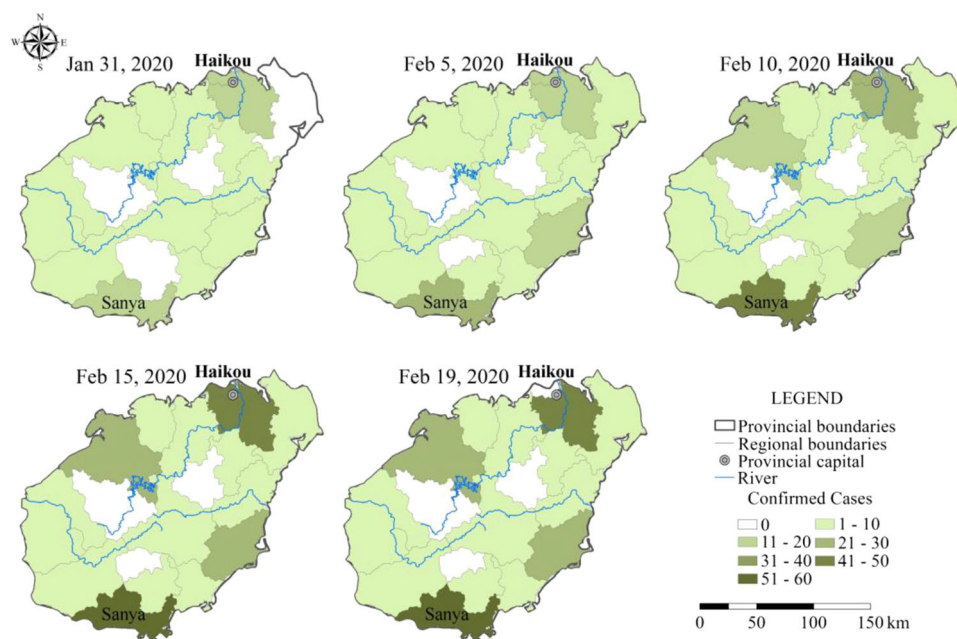 N
W E
S
Jan 31, 2020
Haikou
Sanya
Feb 5, 2020
Haikou
Sanya
Feb 10, 2020
Haikou
Sanya
Feb 15, 2020
Haikou
Sanya
Feb 19, 2020
Haikou
Sanya
LEGEND
Provincial boundaries
Regional boundaries
Provincial capital
River
Confirmed Cases
0 1 - 10
11 - 20 21 - 30
31 - 40 41 - 50
51 - 60
0 50 100 150 km